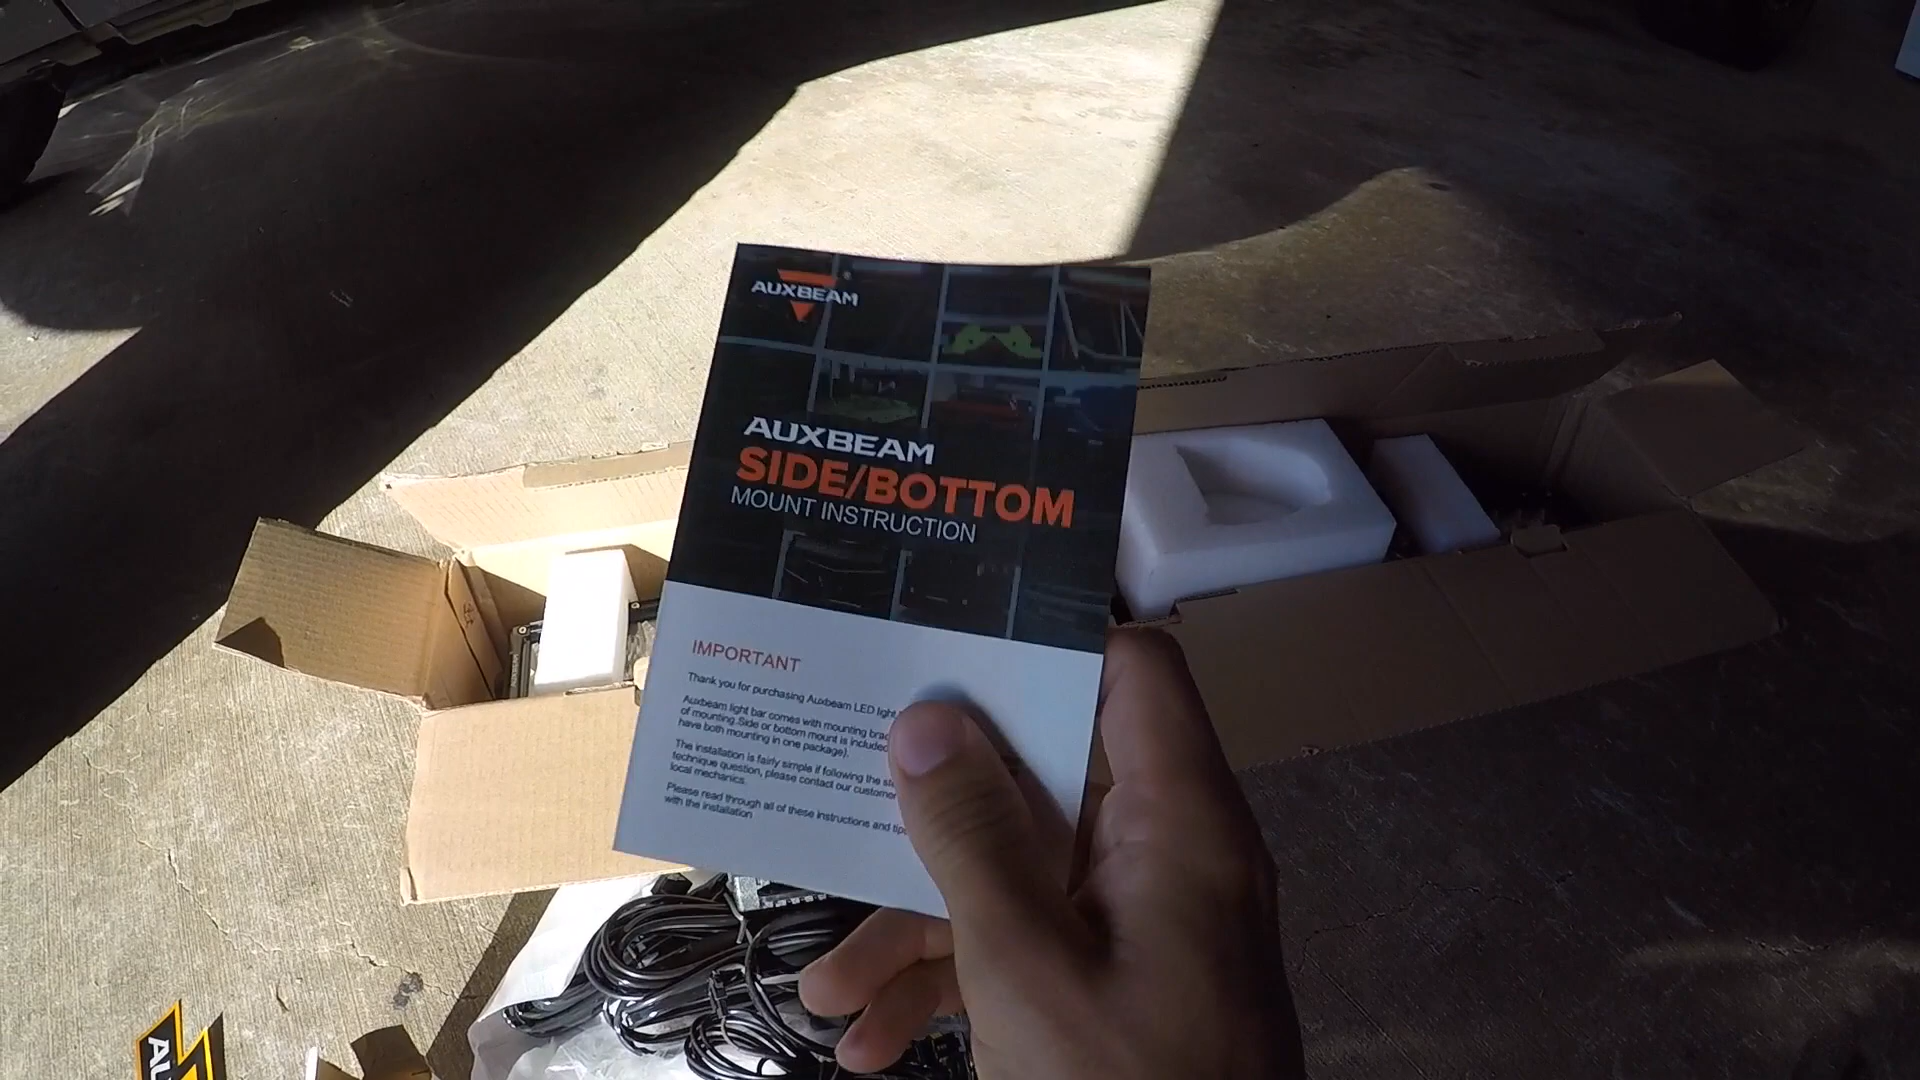 AUXBEAM
AUXBEAM
SIDE/BOTTOM
MOUNT INSTRUCTION
IMPORTANT
Thank you for purchasing Auxbeam LED light
Auxbeam light bar comes with mounting
of mounting.Side or bottom mount is included
have both mounting in one package).
The installation is fairly simple if following the
technique question, please contact our customer
local mechanics.
Please read through all of these instructions and
with the installation